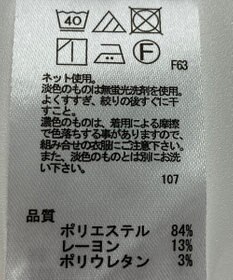 40
F
F63
ネット使用。
淡色のものは無蛍光洗剤を使用。
よくすすぎ、絞りの後すぐに干
すこと。
濃色のものは、着用による摩擦
で色落ちする事がありますので、
組み合せの衣服にご注意下さい。
また、淡色のものとは別にお洗
い下さい。
107
品質
ポリエステル 84%
レーヨン 13%
ポリウレタン 3%